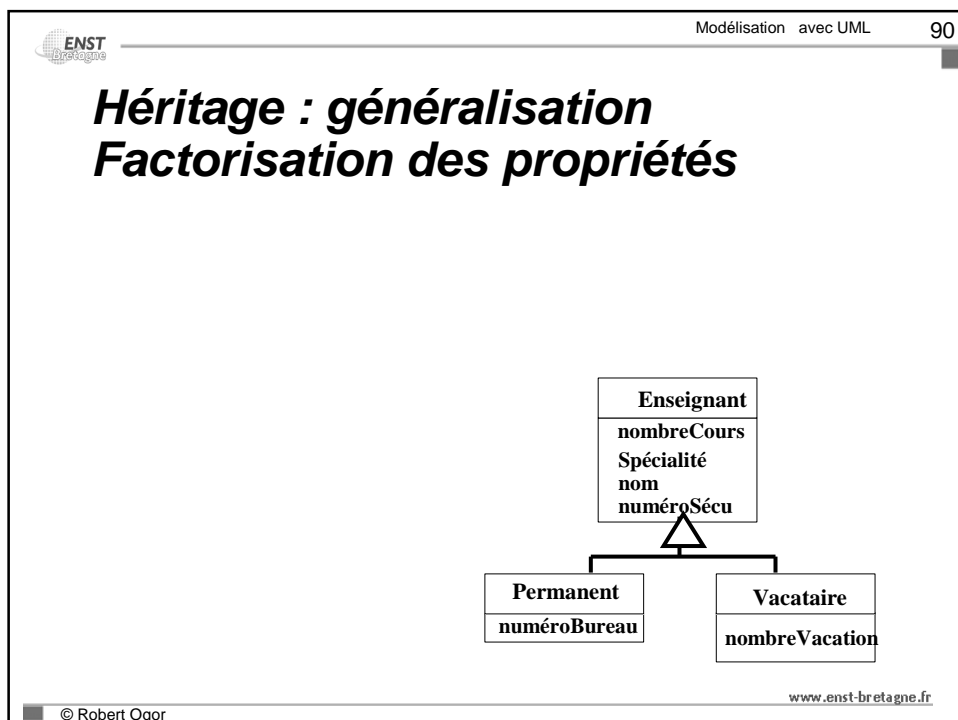 Modélisation avec UML
90
ENST
Bretagne
Héritage : généralisation
Factorisation des propriétés
Enseignant
nombreCours
Spécialité
nom
numéroSécu
Permanent
numéroBureau
Vacataire
nombreVacation
www.enst-bretagne.fr
© Robert Ogor